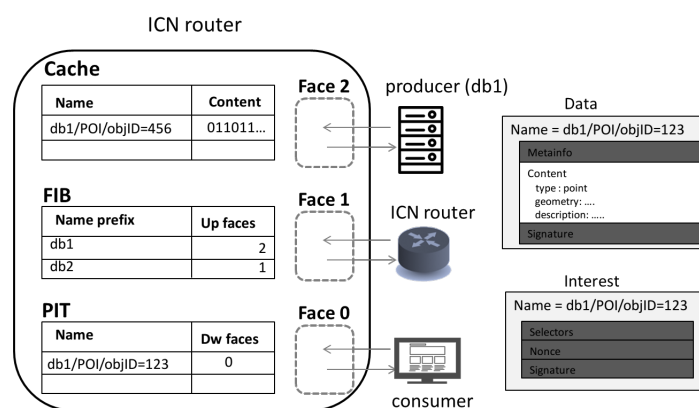 ICN router
Cache
Name Content
db1/POI/objID=456 011011...
FIB
Name prefix Up faces
db1 2
db2 1
PIT
Name Dw faces
db1/POI/objID=123 0
Face 2
Face 1
Face 0
producer (db1)
ICN router
consumer
Data
Name = db1/POI/objID=123
Metainfo
Content
type : point
geometry: ....
description: .....
Signature
Interest
Name = db1/POI/objID=123
Selectors
Nonce
Signature